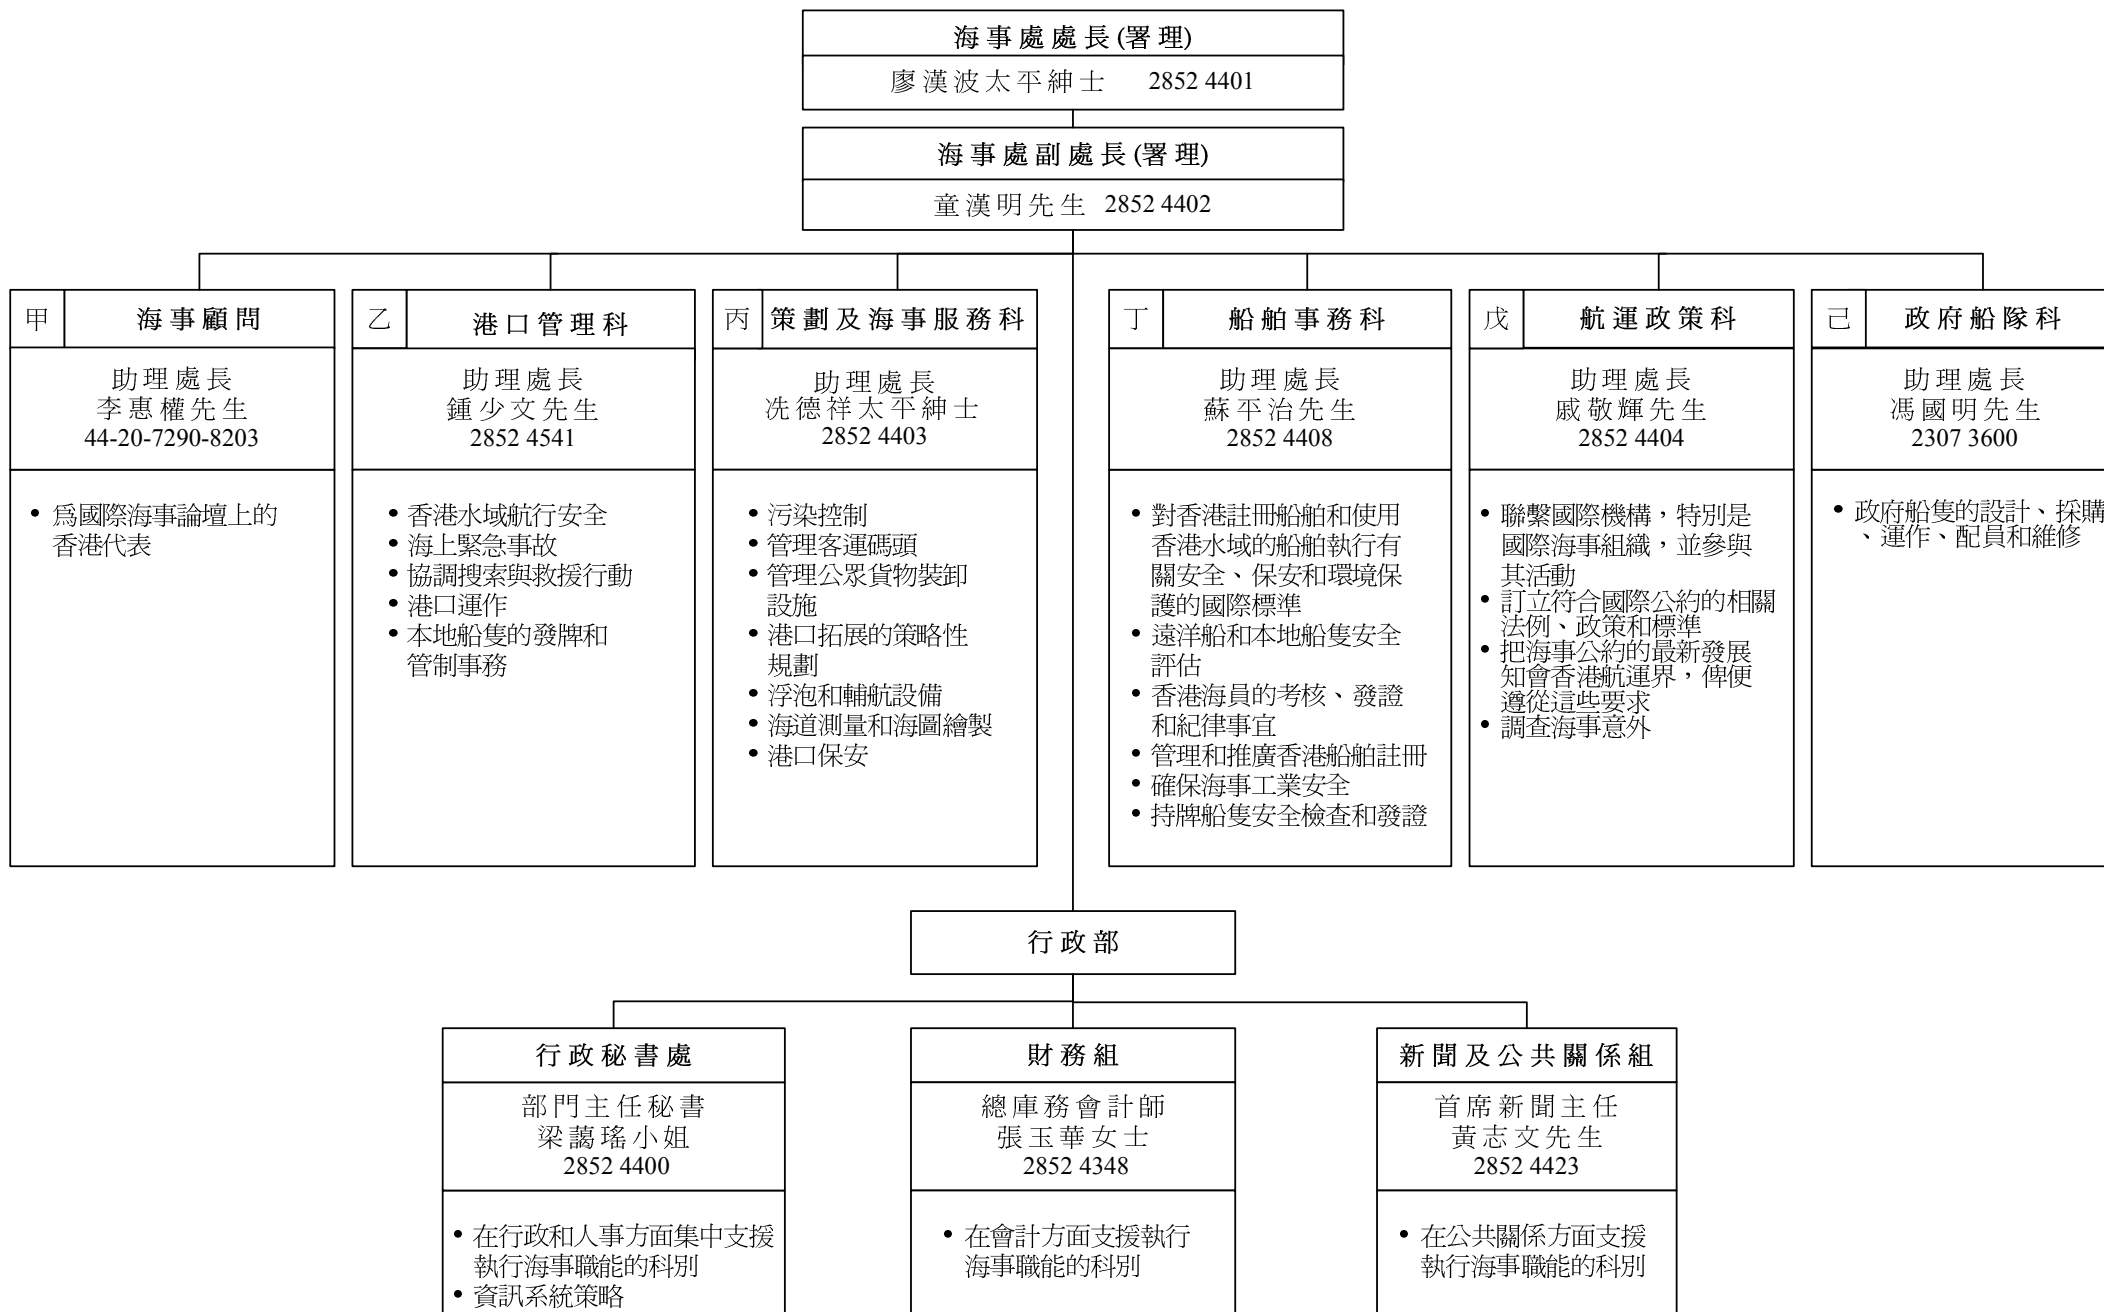 海事處處長(署理)
廖漢波太平紳士 2852 4401
海事處副處長(署理)
童漢明先生 2852 4402
甲 海事顧問
助理處長
李惠權先生
44-20-7290-8203
• 為國際海事論壇上的
香港代表
乙 港口管理科
助理處長
鍾少文先生
2852 4541
• 香港水域航行安全
• 海上緊急事故
• 協調搜索與救援行動
• 港口運作
• 本地船隻的發牌和
管制事務
丙 策劃及海事服務科
助理處長
冼德祥太平紳士
2852 4403
• 污染控制
• 管理客運碼頭
• 管理公眾貨物裝卸
設施
• 港口拓展的策略性
規劃
• 浮泡和輔航設備
• 海道測量和海圖繪製
• 港口保安
丁 船舶事務科
助理處長
蘇平治先生
2852 4408
• 對香港註冊船舶和使用
香港水域的船舶執行有
關安全、保安和環境保
護的國際標準
• 遠洋船和本地船隻安全
評估
• 香港海員的考核、發證
和紀律事宜
• 管理和推廣香港船舶註冊
• 確保海事工業安全
• 持牌船隻安全檢查和發證
戊 航運政策科
助理處長
戚敬輝先生
2852 4404
• 聯繫國際機構，特別是
國際海事組織，並參與
其活動
• 訂立符合國際公約的相關
法例、政策和標準
• 把海事公約的最新發展
知會香港航運界，俾便
遵從這些要求
• 調查海事意外
己 政府船隊科
助理處長
馮國明先生
2307 3600
• 政府船隻的設計、採購
、運作、配員和維修
行政部
行政秘書處
部門主任秘書
梁藹瑤小姐
2852 4400
• 在行政和人事方面集中支援
執行海事職能的科別
• 資訊系統策略
財務組
總庫務會計師
張玉華女士
2852 4348
• 在會計方面支援執行
海事職能的科別
新聞及公共關係組
首席新聞主任
黃志文先生
2852 4423
• 在公共關係方面支援
執行海事職能的科別